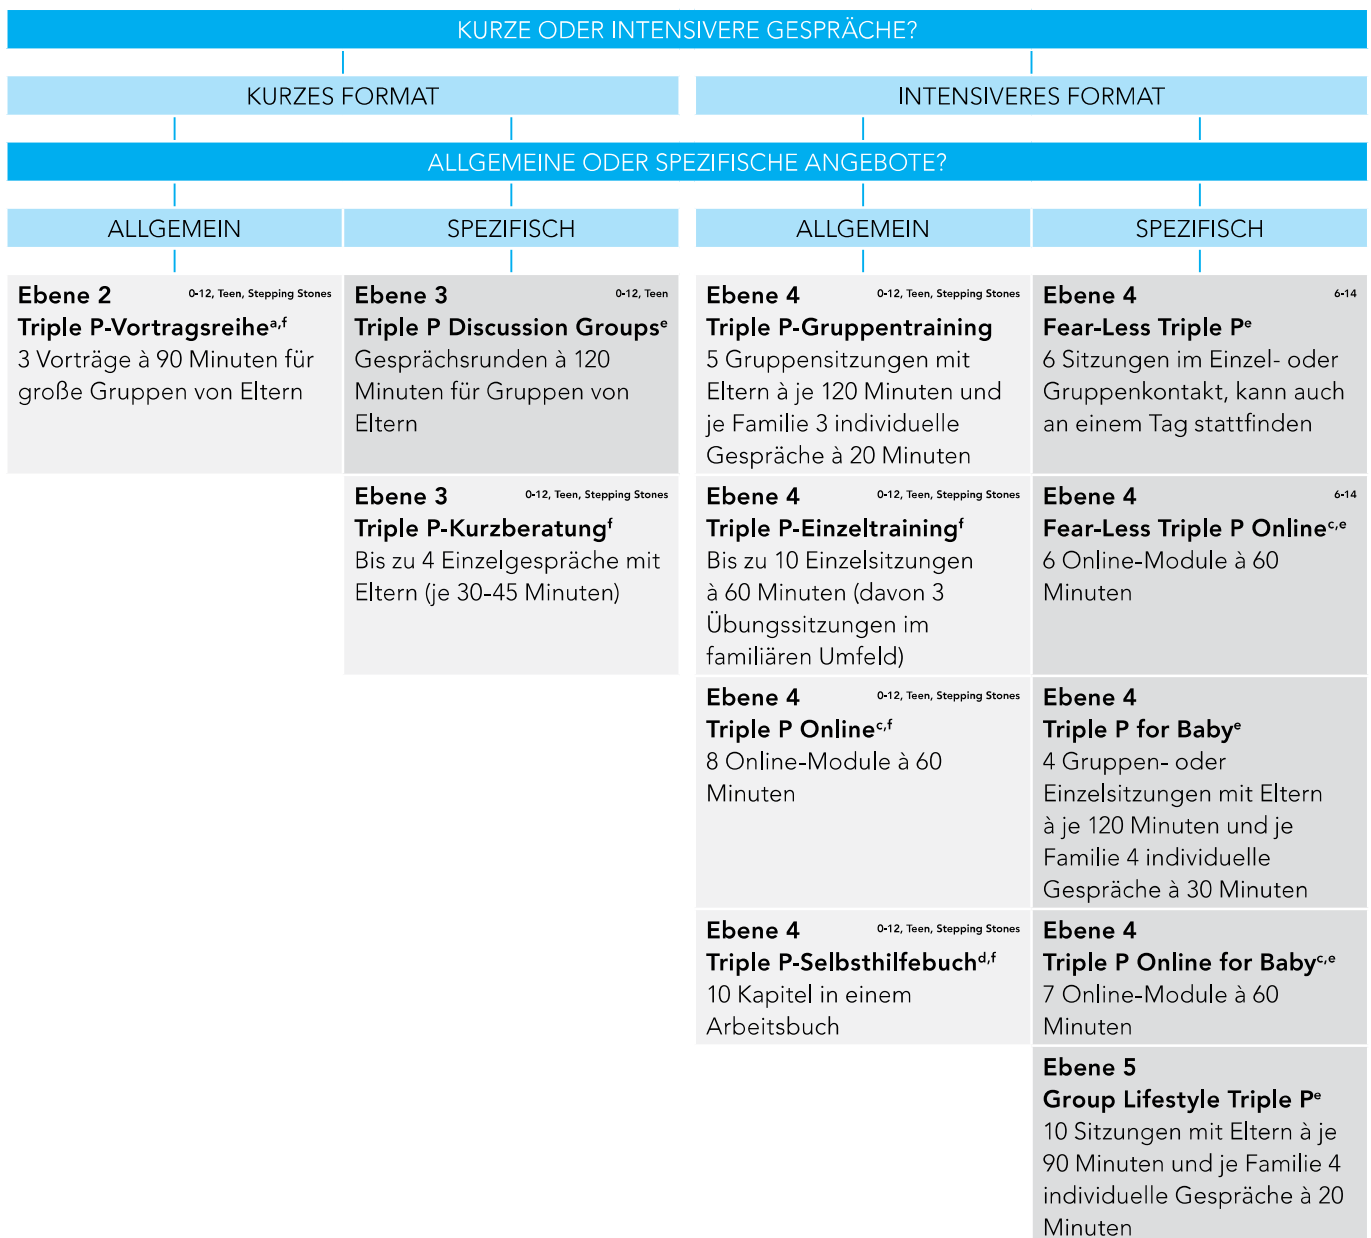 KURZE ODER INTENSIVERE GESPRÄCHE?
KURZES FORMAT
INTENSIVERES FORMAT
ALLGEMEINE ODER SPEZIFISCHE ANGEBOTE?
ALLGEMEIN
SPEZIFISCH
ALLGEMEIN
SPEZIFISCH
Ebene 2 0-12, Teen, Stepping Stones
Triple P-Vortragsreihea,f
3 Vorträge à 90 Minuten für
große Gruppen von Eltern
Ebene 3 0-12, Teen
Triple P Discussion Groupse
Gesprächsrunden à 120
Minuten für Gruppen von
Eltern
Ebene 4 0-12, Teen, Stepping Stones
Triple P-Gruppentraining
5 Gruppensitzungen mit
Eltern à je 120 Minuten und
je Familie 3 individuelle
Gespräche à 20 Minuten
Ebene 4 6-14
Fear-Less Triple Pe
6 Sitzungen im Einzel- oder
Gruppenkontakt, kann auch
an einem Tag stattfinden
Ebene 3 0-12, Teen, Stepping Stones
Triple P-Kurzberatungf
Bis zu 4 Einzelgespräche mit
Eltern (je 30-45 Minuten)
Ebene 4 0-12, Teen, Stepping Stones
Triple P-Einzeltrainingf
Bis zu 10 Einzelsitzungen
à 60 Minuten (davon 3
Übungssitzungen im
familiären Umfeld)
Ebene 4 6-14
Fear-Less Triple P Onlinec,e
6 Online-Module à 60
Minuten
Ebene 4 0-12, Teen, Stepping Stones
Triple P Onlinec,f
8 Online-Module à 60
Minuten
Ebene 4
Triple P for Babye
4 Gruppen- oder
Einzelsitzungen mit Eltern
à je 120 Minuten und je
Familie 4 individuelle
Gespräche à 30 Minuten
Ebene 4 0-12, Teen, Stepping Stones
Triple P-Selbsthilfebuchd,f
10 Kapitel in einem
Arbeitsbuch
Ebene 4
Triple P Online for Babyc,e
7 Online-Module à 60
Minuten
Ebene 5
Group Lifestyle Triple Pe
10 Sitzungen mit Eltern à je
90 Minuten und je Familie 4
individuelle Gespräche à 20
Minuten